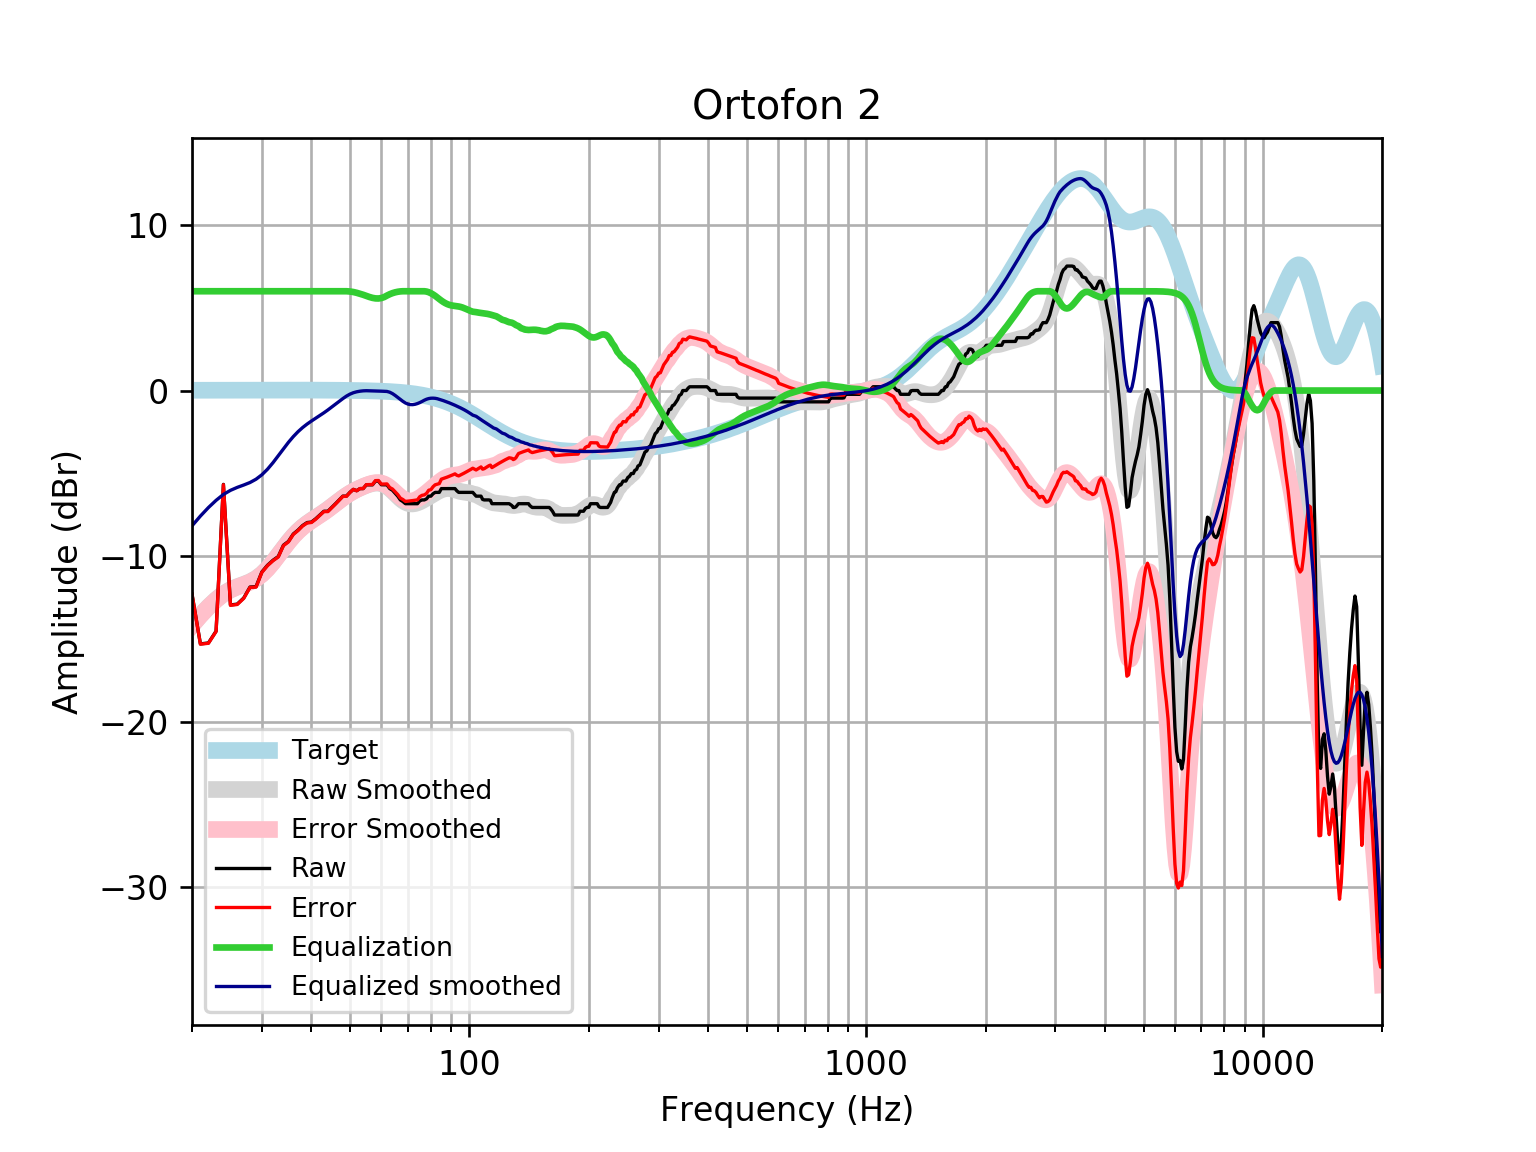 Ortofon 2
Amplitude (dBr)
10
0
−10
−20
−30
Target
Raw Smoothed
Error Smoothed
Raw
Error
Equalization
Equalized smoothed
100
1000
10000
Frequency (Hz)